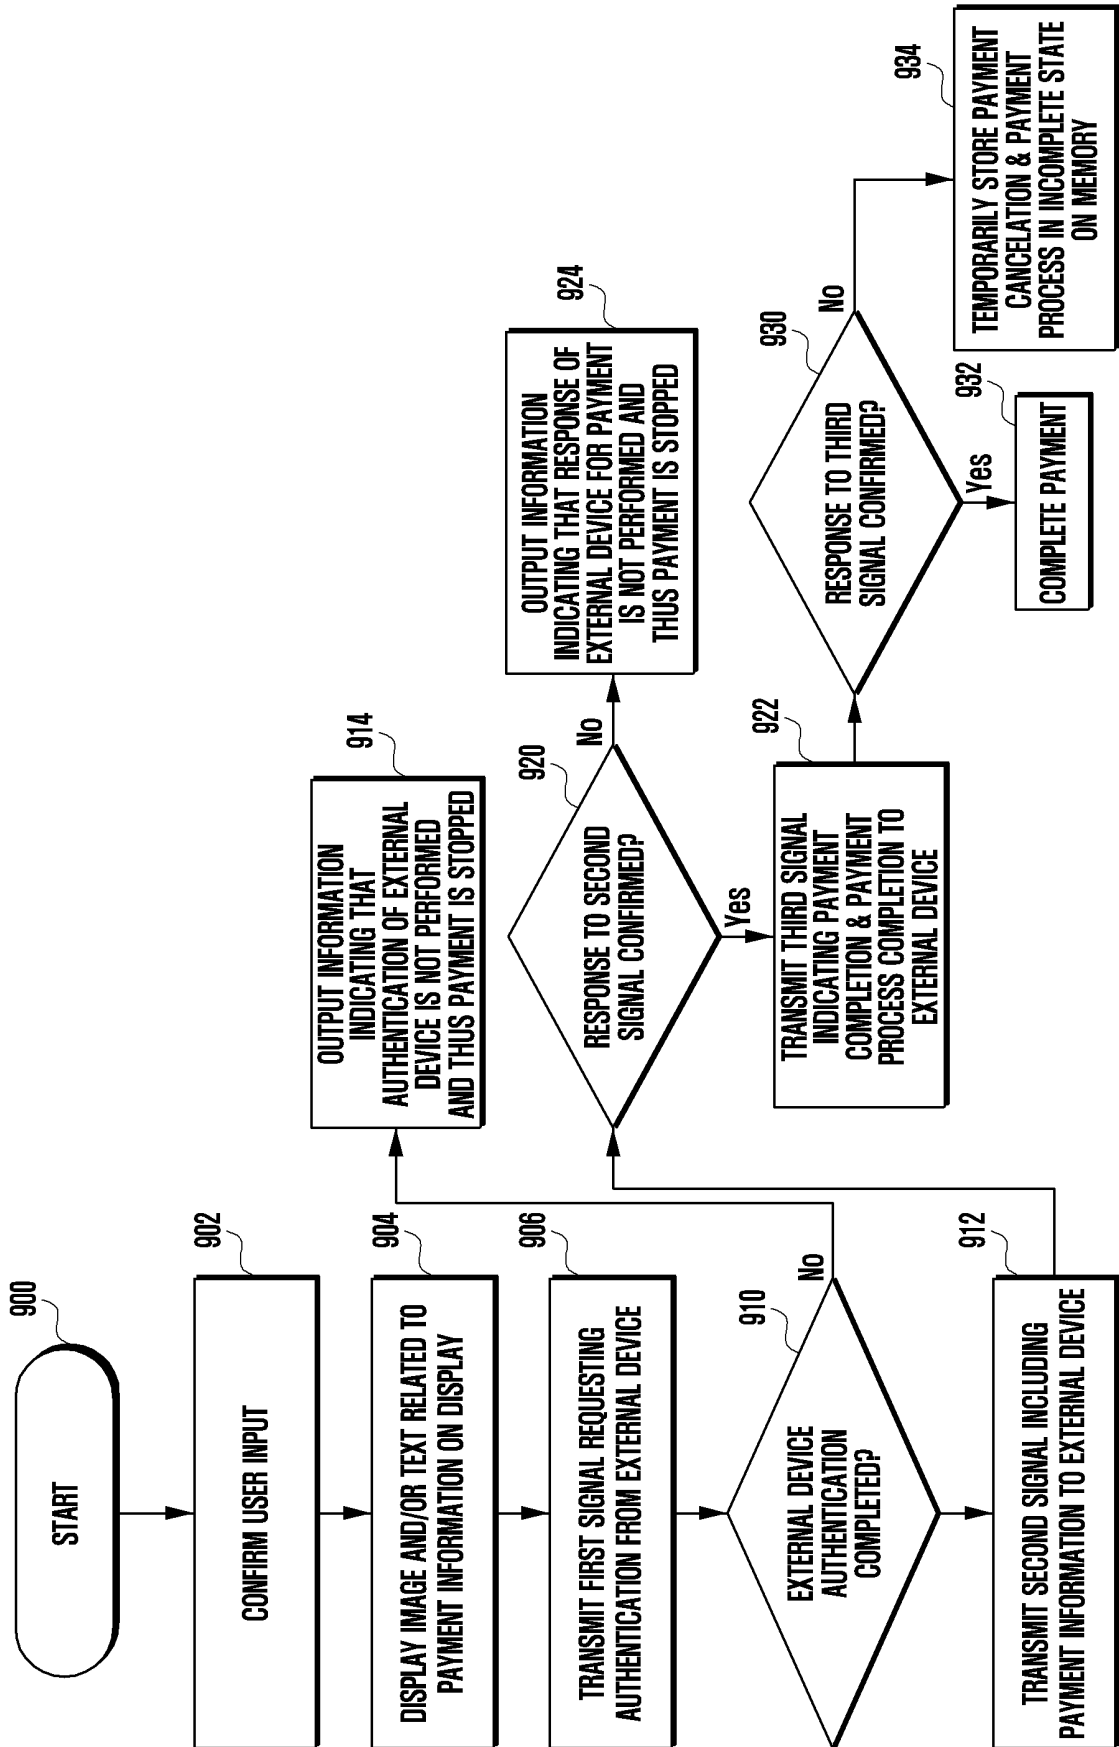 900
START
902
CONFIRM USER INPUT
904
DISPLAY IMAGE AND/OR TEXT RELATED TO
PAYMENT INFORMATION ON DISPLAY
906
TRANSMIT FIRST SIGNAL REQUESTING
AUTHENTICATION FROM EXTERNAL DEVICE
910
EXTERNAL DEVICE
AUTHENTICATION
COMPLETED?
No
912
TRANSMIT SECOND SIGNAL INCLUDING
PAYMENT INFORMATION TO EXTERNAL DEVICE
914
OUTPUT INFORMATION
INDICATING THAT
AUTHENTICATION OF EXTERNAL
DEVICE IS NOT PERFORMED
AND THUS PAYMENT IS STOPPED
920
RESPONSE TO SECOND
SIGNAL CONFIRMED?
No
Yes
922
TRANSMIT THIRD SIGNAL
INDICATING PAYMENT
COMPLETION & PAYMENT
PROCESS COMPLETION TO
EXTERNAL DEVICE
924
OUTPUT INFORMATION
INDICATING THAT RESPONSE OF
EXTERNAL DEVICE FOR PAYMENT
IS NOT PERFORMED AND
THUS PAYMENT IS STOPPED
930
RESPONSE TO THIRD
SIGNAL CONFIRMED?
No
Yes
932
COMPLETE PAYMENT
934
TEMPORARILY STORE PAYMENT
CANCELATION & PAYMENT
PROCESS IN INCOMPLETE STATE
ON MEMORY